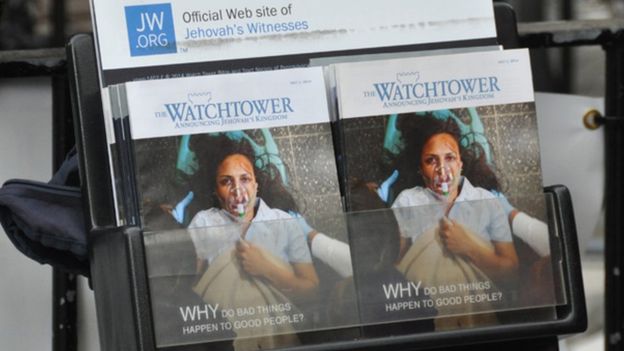 JW
.ORG
Official Web site of
Jehovah's Witnesses
TM
THE WATCHTOWER
ANNOUNCING JEHOVAH'S KINGDOM
WHY DO BAD THINGS
HAPPEN TO GOOD PEOPLE?
THE WATCHTOWER
ANNOUNCING JEHOVAH'S KINGDOM
WHY DO BAD THINGS
HAPPEN TO GOOD PEOPLE?